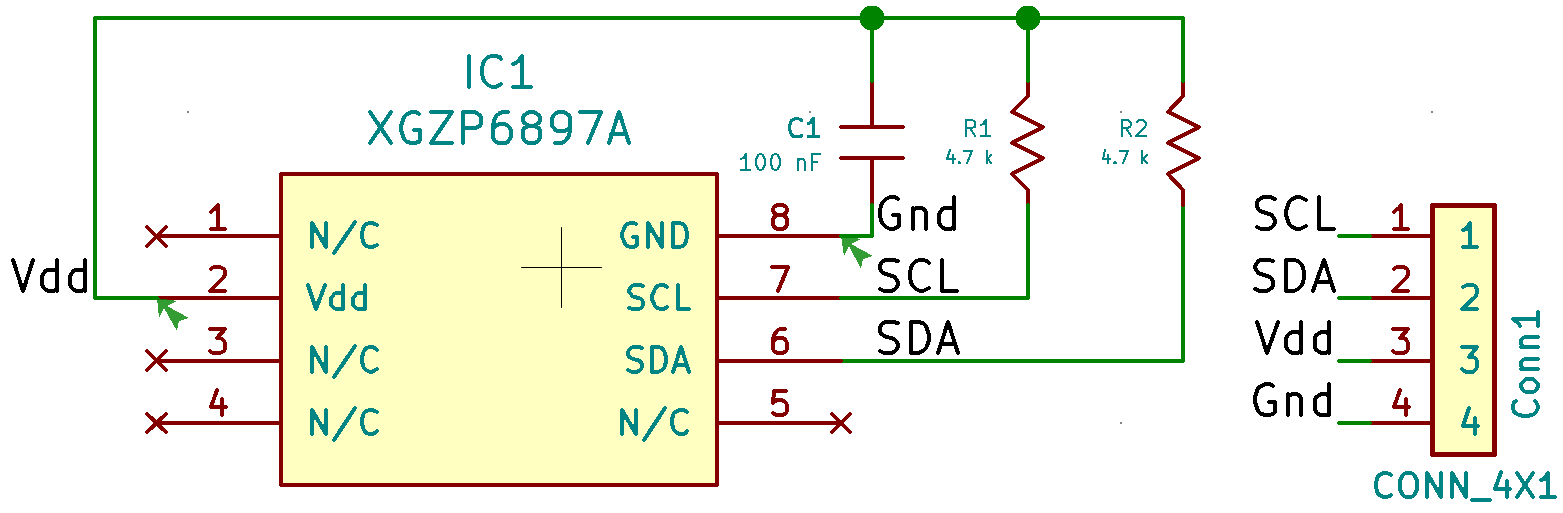 IC1
XGZP6897A
C1
100 nF
R1
4.7 k
R2
4.7 k
Vdd
1 N/C GND 8 Gnd
2 Vdd SCL 7 SCL
3 N/C SDA 6 SDA
4 N/C N/C 5
SCL 1 1
SDA 2 2
Vdd 3 3
Gnd 4 4
Conn1
CONN_4X1